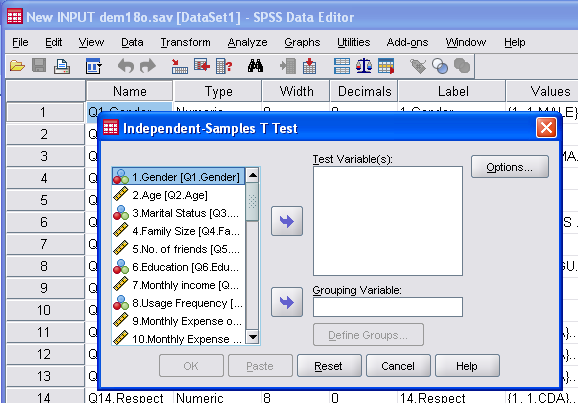 New INPUT dem18o.sav [DataSet1] - SPSS Data Editor
File Edit View Data Transform Analyze Graphs Utilities Add-ons Window Help
Name Type Width Decimals Label Values
1 Q1.Gender Numeric 8 0 1.Gender {1, 1.MALE}
2 Q
Independent-Samples T Test
3 Q
4 Q
5 Q
6 Q
7 Q
8 Q
9 Q
10 Q
11 Q
12 Q
13 Q
14 Q14.Respect Numeric 8 0 14.Respect {1, 1.CDA}..
1.Gender [Q1.Gender]
2.Age [Q2.Age]
3.Marital Status [Q3....
4.Family Size [Q4.Fa...
5.No. of friends [Q5....
6.Education [Q6.Edu...
7.Monthly income [Q...
8.Usage Frequency [...
9.Monthly Expense o...
10.Monthly Expense ...
Test Variable(s):
Options...
Grouping Variable:
Define Groups...
OK Paste Reset Cancel Help